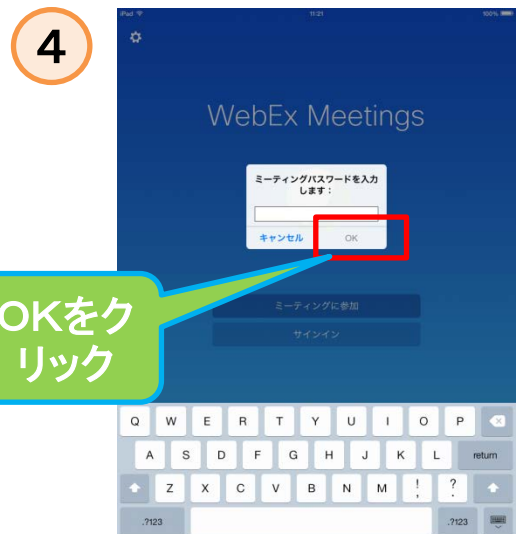 4
iPad 11:21 100%
WebEx Meetings
ミーティングパスワードを入力
します：
キャンセル OK
OKをク
リック
ミーティングに参加
サインイン
Q W E R T Y U I O P
A S D F G H J K L return
Z X C V B N M ! , ? .
.?123 .?123